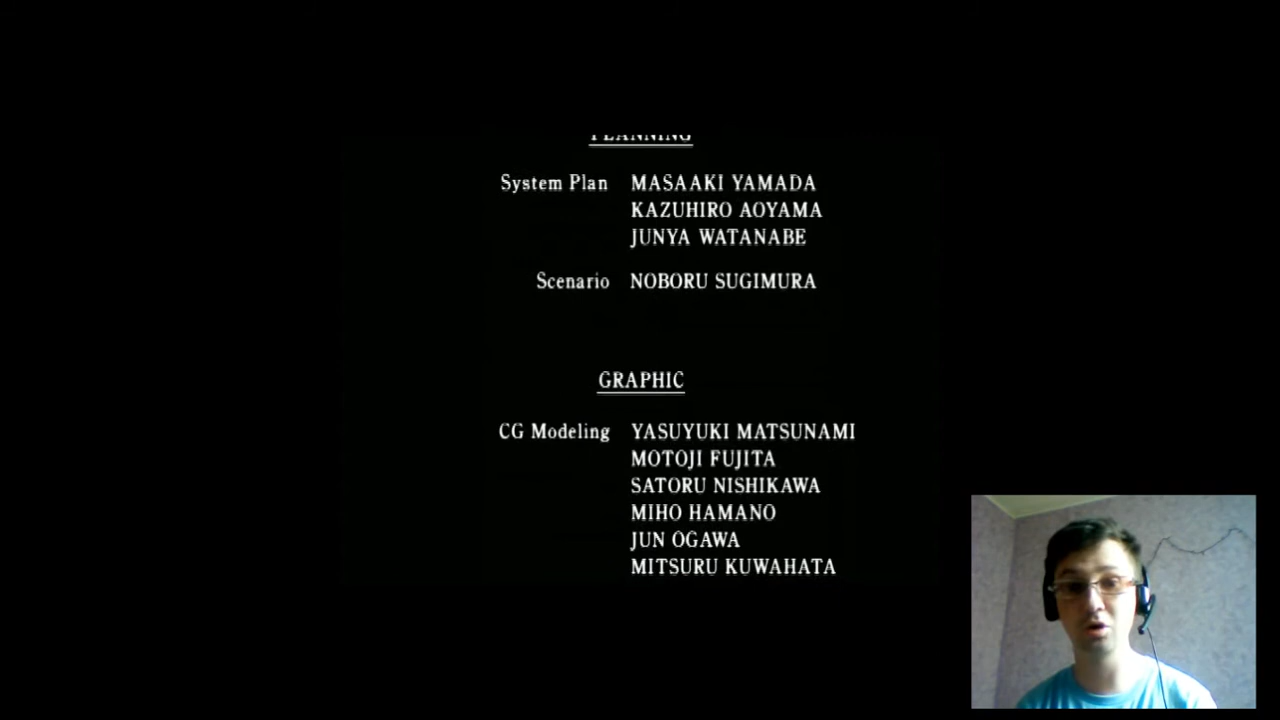 PLANNING
System Plan MASAAKI YAMADA
KAZUHIRO AOYAMA
JUNYA WATANABE
Scenario NOBORU SUGIMURA
GRAPHIC
CG Modeling YASUYUKI MATSUNAMI
MOTOJI FUJITA
SATORU NISHIKAWA
MIHO HAMANO
JUN OGAWA
MITSURU KUWAHATA